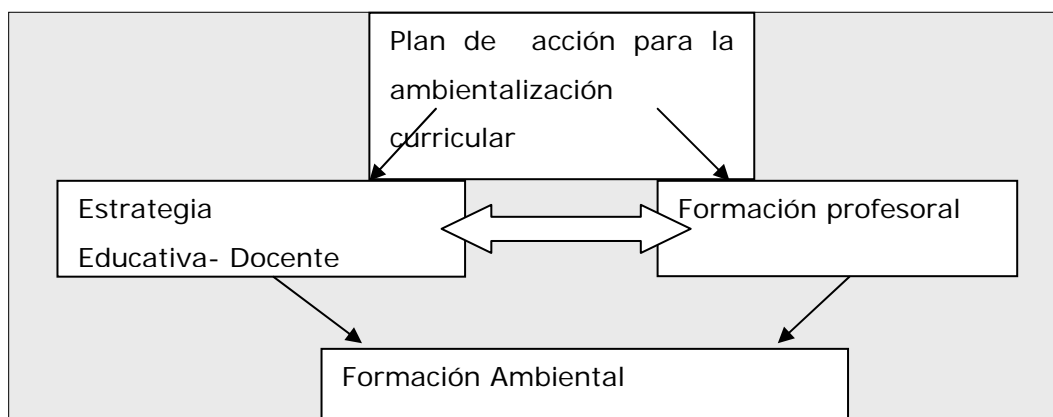 Plan de acción para la
ambientalización
curricular
Estrategia
Educativa- Docente
Formación profesoral
Formación Ambiental